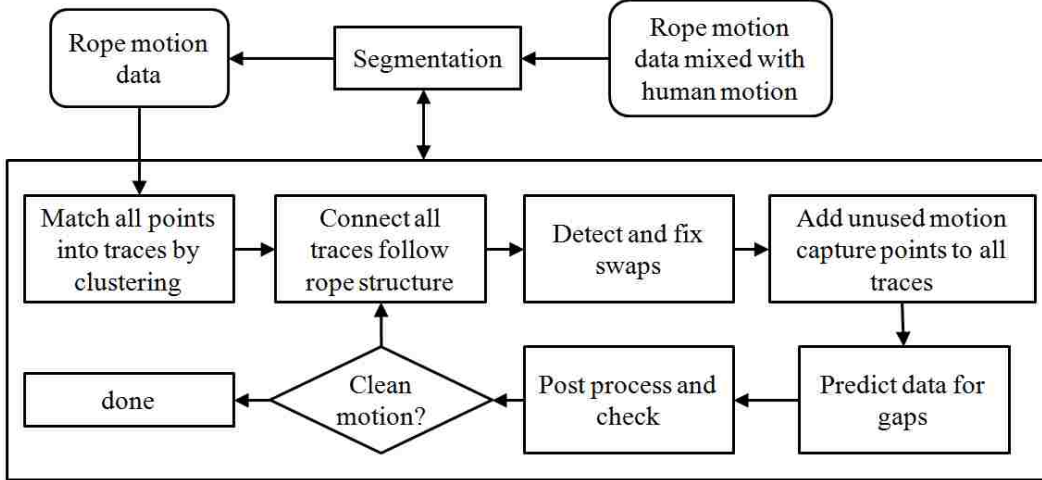 Rope motion
data
Segmentation
Rope motion
data mixed with
human motion
Match all points
into traces by
clustering
Connect all
traces follow
rope structure
Detect and fix
swaps
Add unused motion
capture points to all
traces
done
Clean
motion?
Post process and
check
Predict data for
gaps